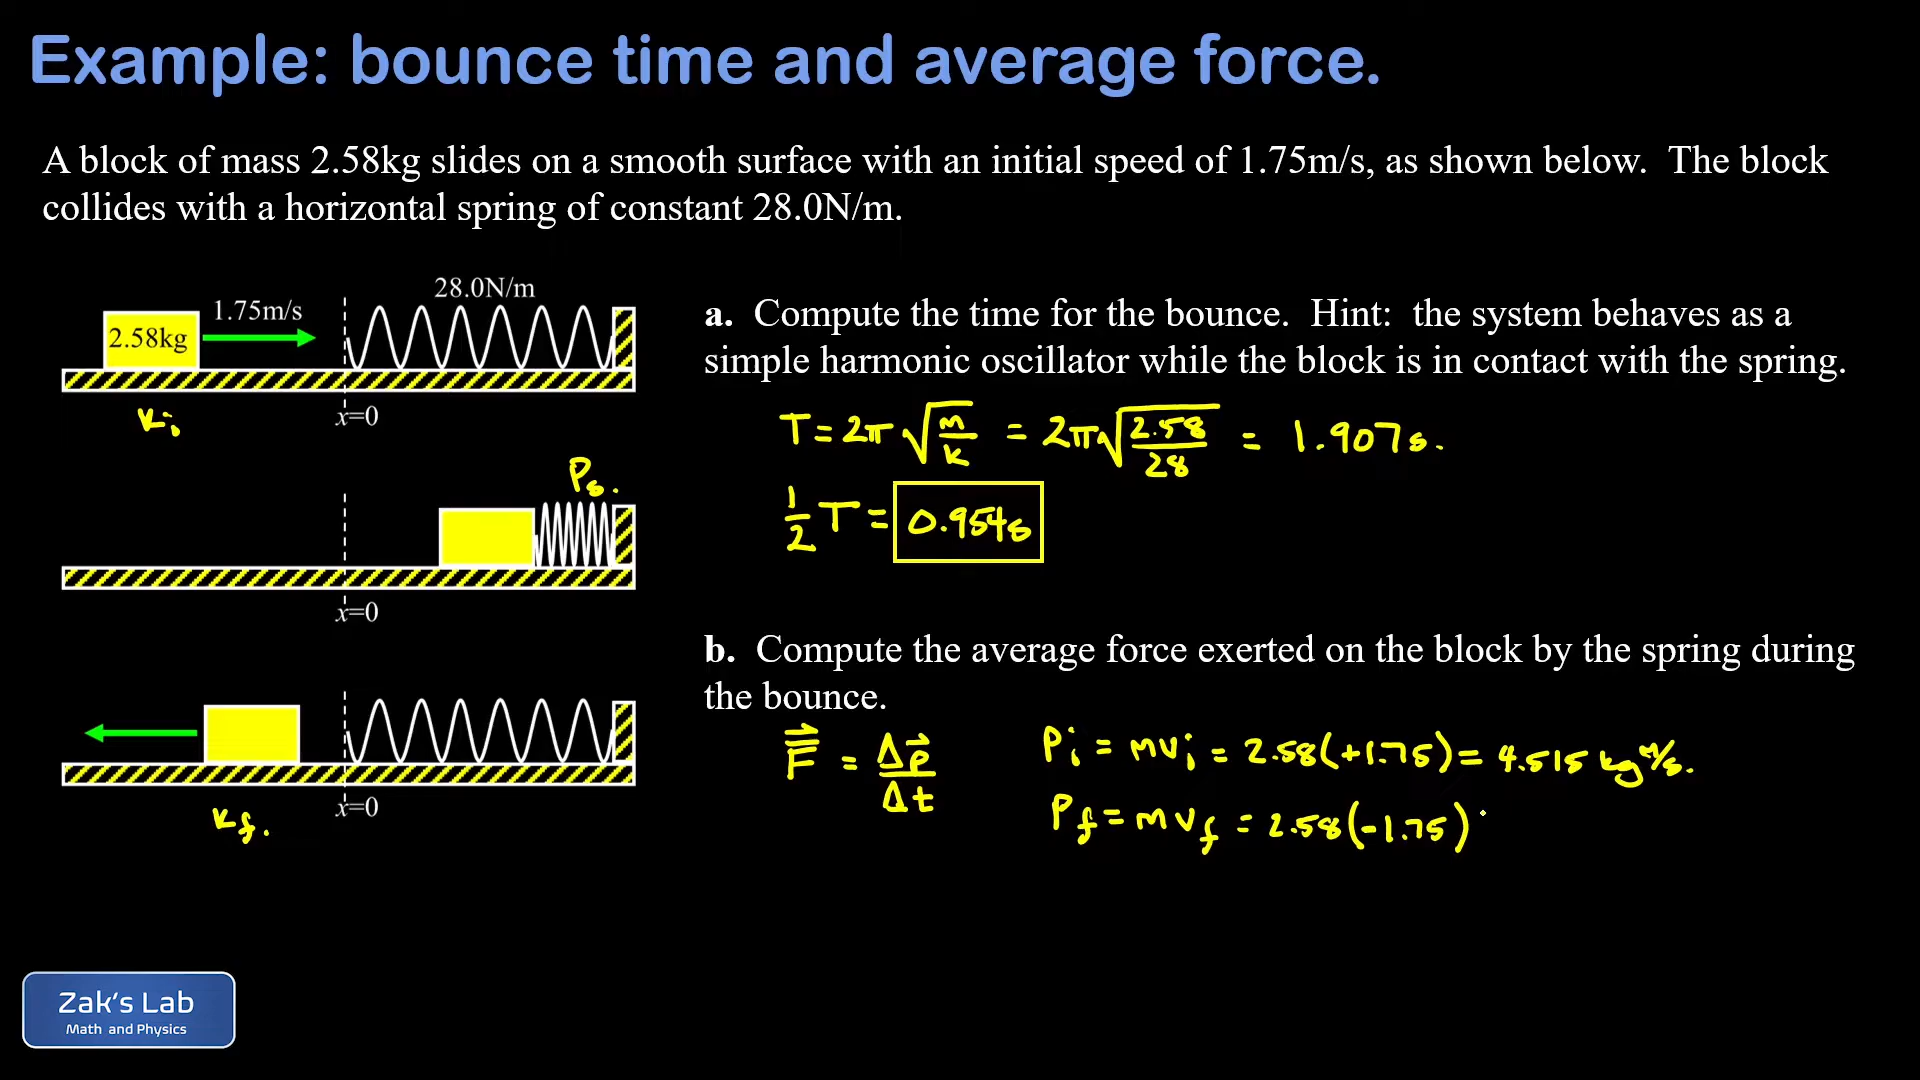 Example: bounce time and average force.
A block of mass 2.58kg slides on a smooth surface with an initial speed of 1.75m/s, as shown below.  The block
collides with a horizontal spring of constant 28.0N/m.
28.0N/m
1.75m/s
2.58kg
x=0
Ki
Ps.
x=0
x=0
Kf.
a.  Compute the time for the bounce.  Hint:  the system behaves as a
simple harmonic oscillator while the block is in contact with the spring.
T = 2π √(m/k) = 2π √(2.58/28) = 1.907s.
1/2 T = 0.954s
b.  Compute the average force exerted on the block by the spring during
the bounce.
F̄⃗ = Δp⃗/Δt
Pi = mvi = 2.58(+1.75) = 4.515 kg m/s.
Pf = mvf = 2.58(-1.75)
Zak's Lab
Math and Physics